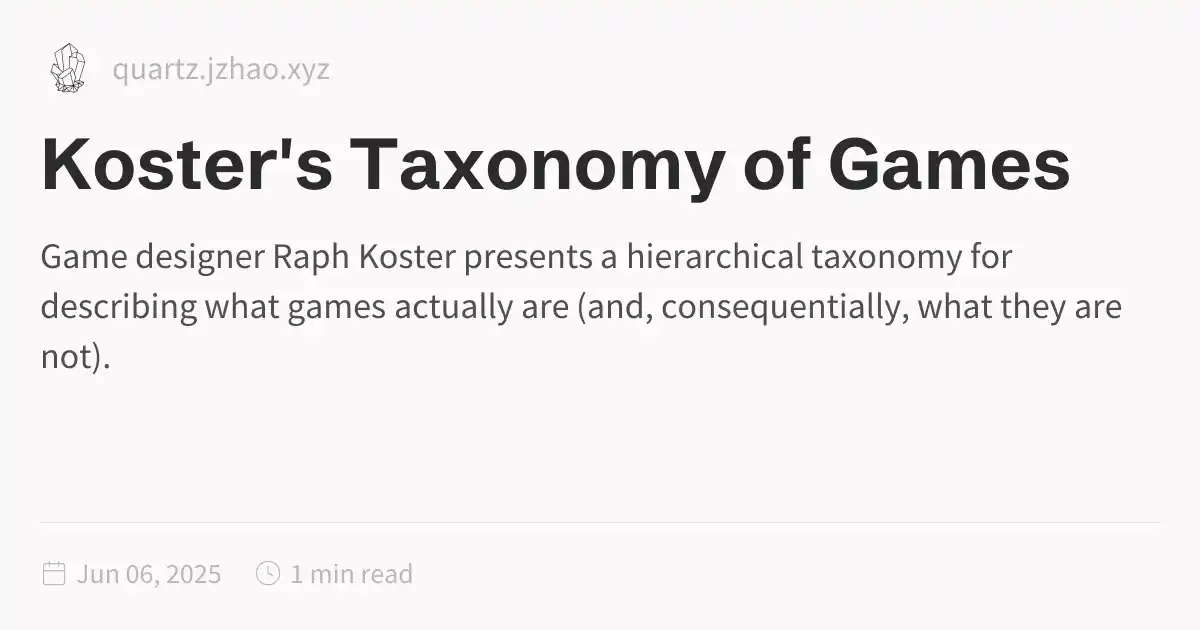 quartz.jzhao.xyz
Koster's Taxonomy of Games
Game designer Raph Koster presents a hierarchical taxonomy for
describing what games actually are (and, consequentially, what they are
not).
Jun 06, 2025 1 min read